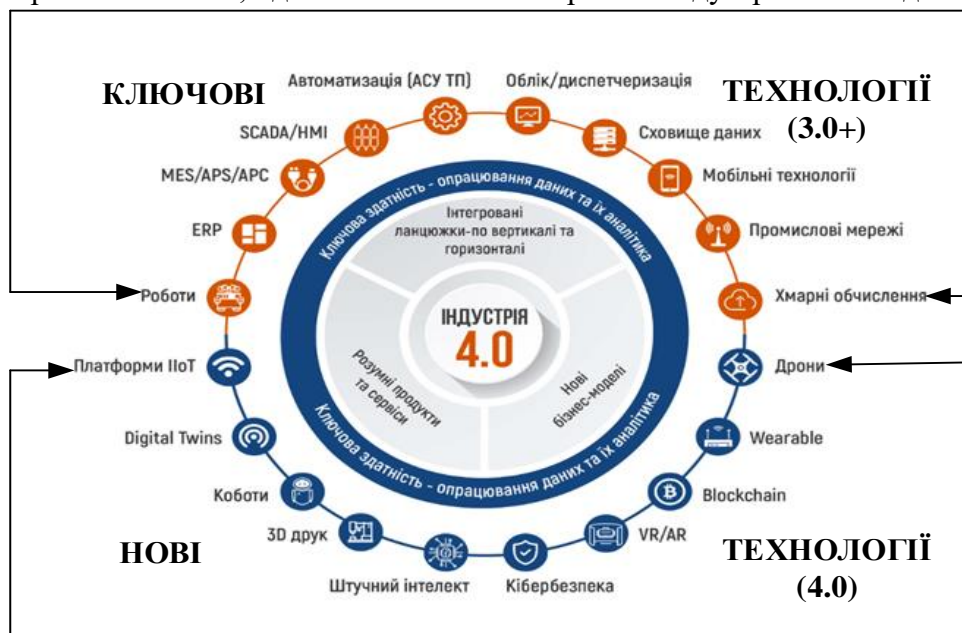 КЛЮЧОВІ
ТЕХНОЛОГІЇ
(3.0+)
Автоматизація (АСУ ТП)
Облік/диспетчеризація
SCADA/HMI
Сховище даних
MES/APS/APC
Мобільні технології
ERP
Промислові мережі
Роботи
Хмарні обчислення
Ключова здатність - опрацювання даних та їх аналітика
Інтегровані
ланцюжки-по вертикалі та
горизонталі
ІНДУСТРІЯ
4.0
Розумні продукти
та сервіси
Нові
бізнес-моделі
Ключова здатність - опрацювання даних та їх аналітика
Платформи IIoT
Дрони
Digital Twins
Wearable
Коботи
Blockchain
3D друк
VR/AR
Штучний інтелект
Кібербезпека
НОВІ
ТЕХНОЛОГІЇ
(4.0)